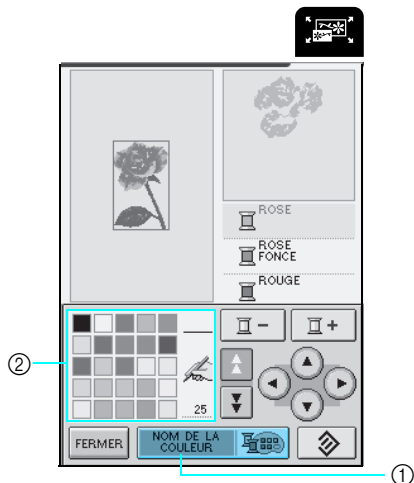 ROSE
ROSE
FONCE
ROUGE
②
25
FERMER
NOM DE LA
COULEUR
①